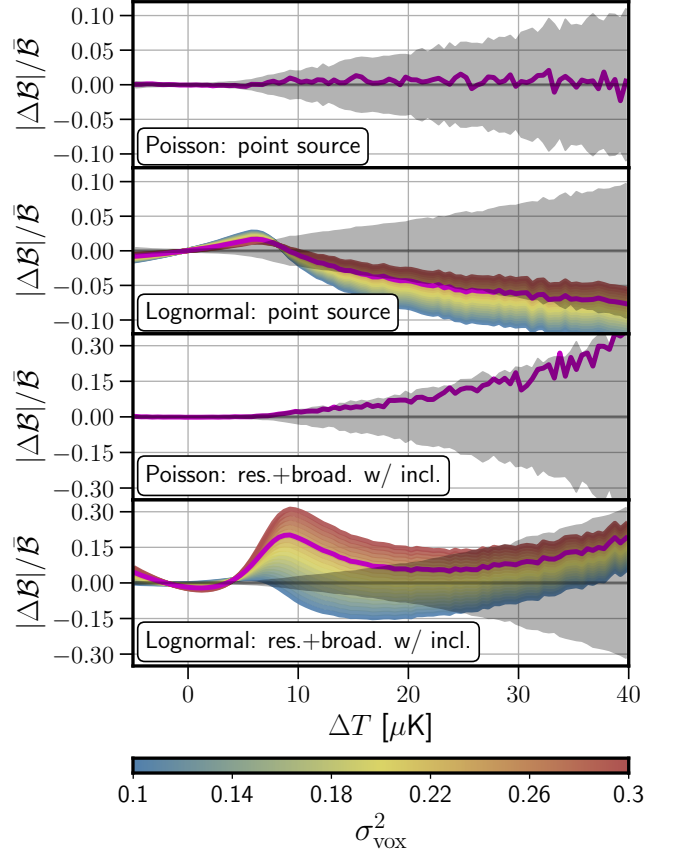 |ΔB|/B̄
0.10
0.05
0.00
−0.05
−0.10
Poisson: point source
|ΔB|/B̄
0.10
0.05
0.00
−0.05
−0.10
Lognormal: point source
|ΔB|/B̄
0.30
0.15
0.00
−0.15
−0.30
Poisson: res.+broad. w/ incl.
|ΔB|/B̄
0.30
0.15
0.00
−0.15
−0.30
Lognormal: res.+broad. w/ incl.
0 10 20 30 40
ΔT [μK]
0.1 0.14 0.18 0.22 0.26 0.3
σ²vox